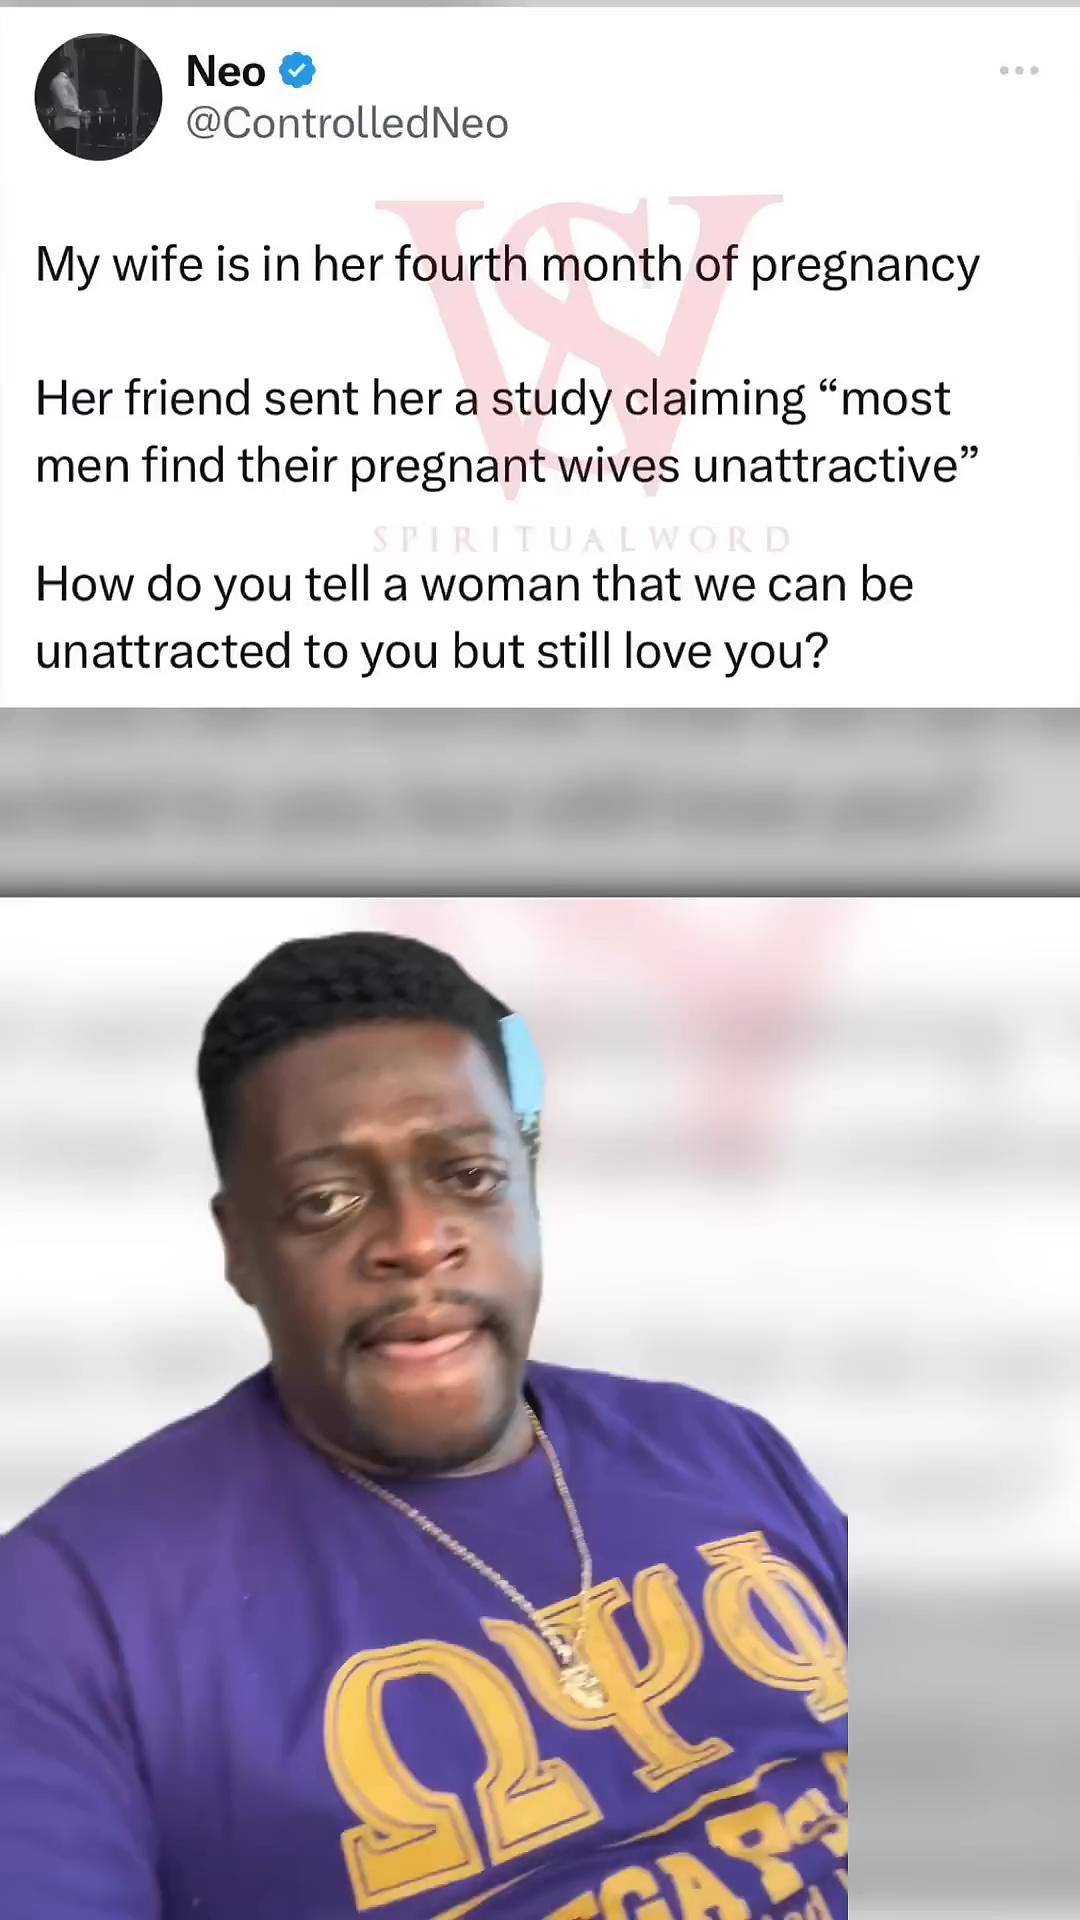 Neo
@ControlledNeo
My wife is in her fourth month of pregnancy
Her friend sent her a study claiming “most
men find their pregnant wives unattractive”
SPIRITUALWORD
How do you tell a woman that we can be
unattracted to you but still love you?
ΩΨΦ